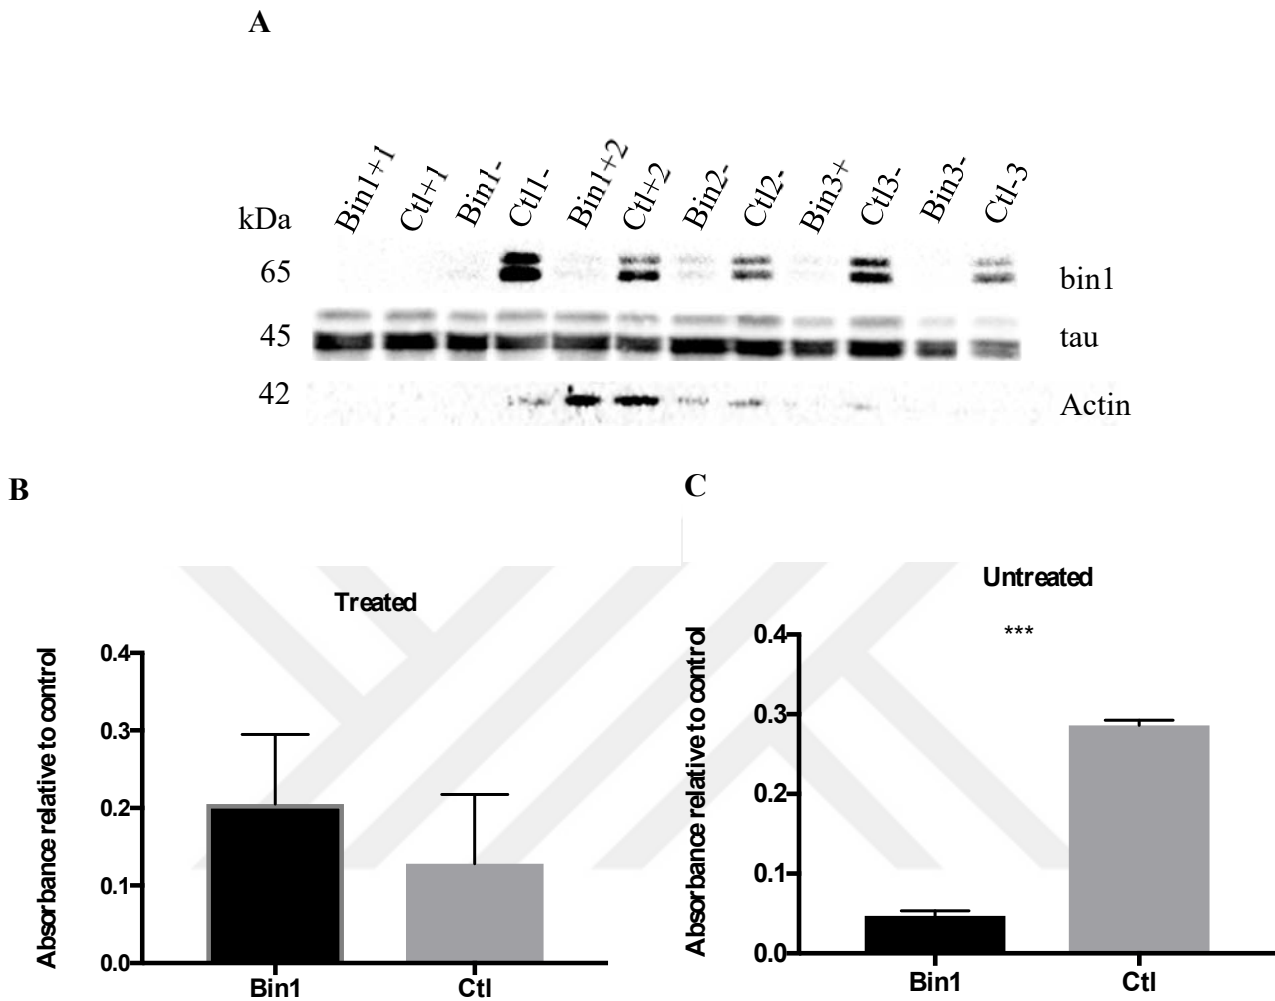 A
Bin1+1 Ctl+1 Bin1- Ctl1- Bin1+2 Ctl+2 Bin2- Ctl2- Bin3+ Ctl3- Bin3- Ctl-3
kDa
65 bin1
45 tau
42 Actin
B
Treated
Absorbance relative to control
0.4
0.3
0.2
0.1
0.0
Bin1 Ctl
C
Untreated
***
Absorbance relative to control
0.4
0.3
0.2
0.1
0.0
Bin1 Ctl